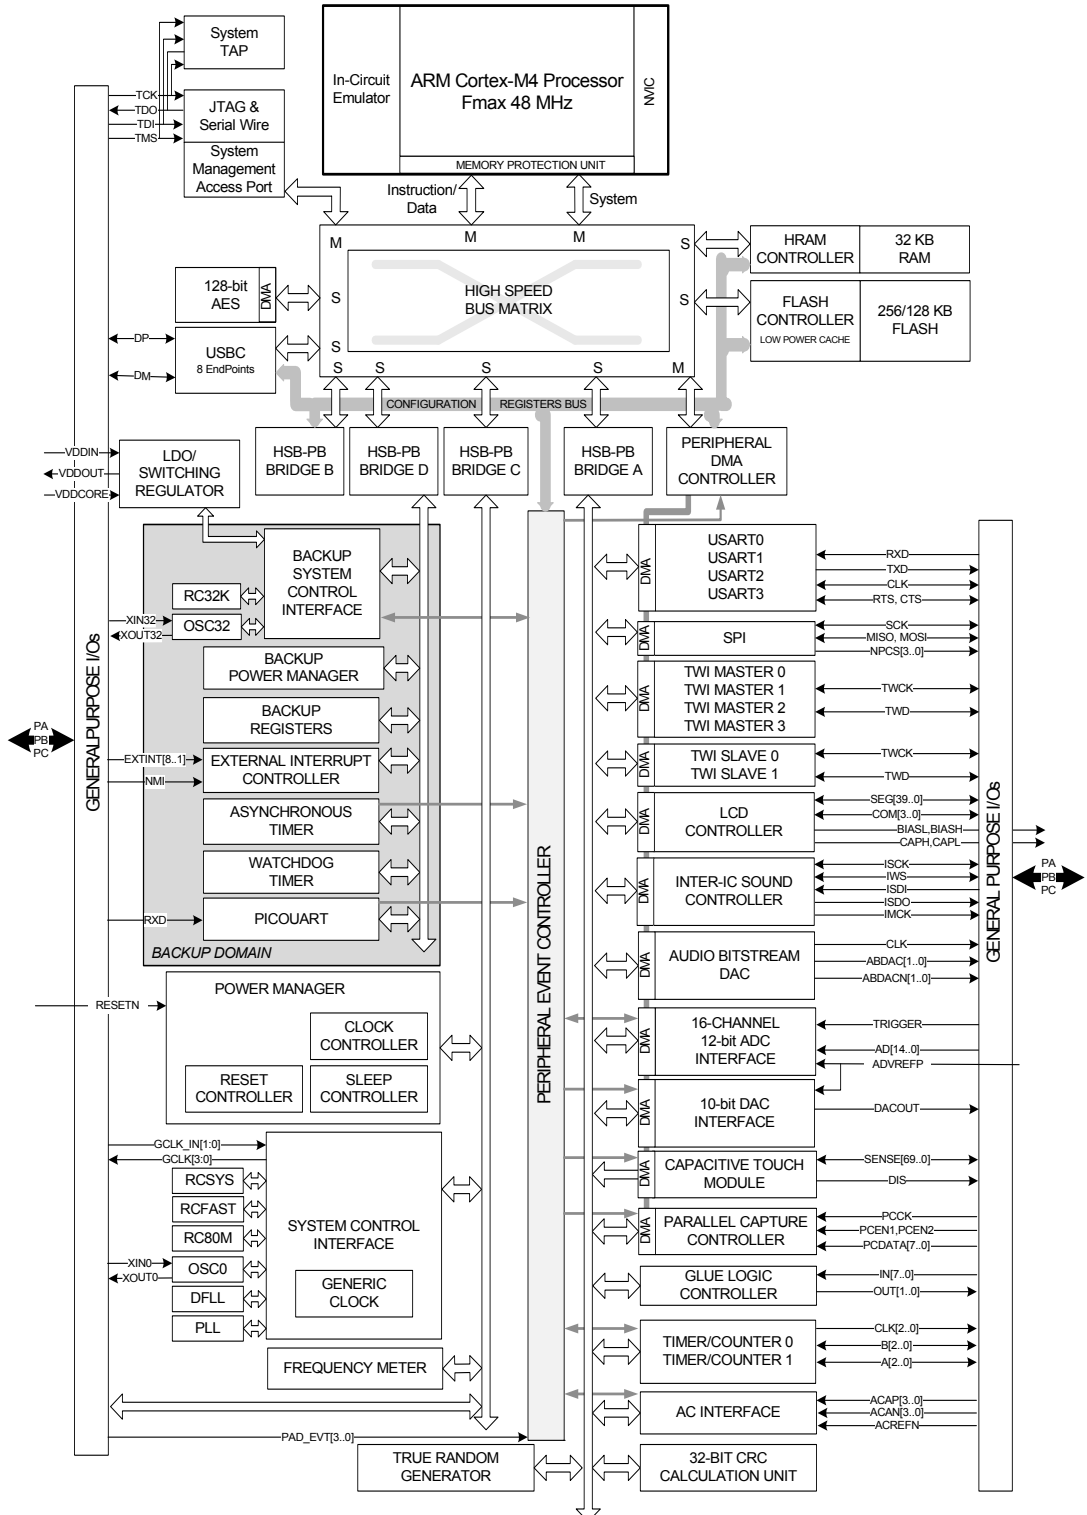 System
TAP
TCK
TDO
TDI
TMS
JTAG &
Serial Wire
System
Management
Access Port
In-Circuit
Emulator
ARM Cortex-M4 Processor
Fmax 48 MHz
NVIC
MEMORY PROTECTION UNIT
Instruction/
Data
System
M
M
M
S
HRAM
CONTROLLER
32 KB
RAM
128-bit
AES
DMA
S
HIGH SPEED
BUS MATRIX
S
FLASH
CONTROLLER
LOW POWER CACHE
256/128 KB
FLASH
DP
DM
USBC
8 EndPoints
S
S
S
S
S
M
CONFIGURATION
REGISTERS BUS
VDDIN
VDDOUT
VDDCORE
LDO/
SWITCHING
REGULATOR
HSB-PB
BRIDGE B
HSB-PB
BRIDGE D
HSB-PB
BRIDGE C
HSB-PB
BRIDGE A
PERIPHERAL
DMA
CONTROLLER
GENERALPURPOSE I/Os
PA
PB
PC
BACKUP
SYSTEM
CONTROL
INTERFACE
RC32K
XIN32
XOUT32
OSC32
BACKUP
POWER MANAGER
BACKUP
REGISTERS
EXTINT[8..1]
NMI
EXTERNAL INTERRUPT
CONTROLLER
ASYNCHRONOUS
TIMER
WATCHDOG
TIMER
RXD
PICOUART
BACKUP DOMAIN
RESETN
POWER MANAGER
CLOCK
CONTROLLER
RESET
CONTROLLER
SLEEP
CONTROLLER
GCLK_IN[1:0]
GCLK[3:0]
RCSYS
RCFAST
RC80M
XIN0
XOUT0
OSC0
DFLL
PLL
SYSTEM CONTROL
INTERFACE
GENERIC
CLOCK
FREQUENCY METER
PAD_EVT[3..0]
PERIPHERAL EVENT CONTROLLER
TRUE RANDOM
GENERATOR
DMA
USART0
USART1
USART2
USART3
RXD
TXD
CLK
RTS, CTS
DMA
SPI
SCK
MISO, MOSI
NPCS[3..0]
DMA
TWI MASTER 0
TWI MASTER 1
TWI MASTER 2
TWI MASTER 3
TWCK
TWD
DMA
TWI SLAVE 0
TWI SLAVE 1
TWCK
TWD
DMA
LCD
CONTROLLER
SEG[39..0]
COM[3..0]
BIASL,BIASH
CAPH,CAPL
DMA
INTER-IC SOUND
CONTROLLER
ISCK
IWS
ISDI
ISDO
IMCK
DMA
AUDIO BITSTREAM
DAC
CLK
ABDAC[1..0]
ABDACN[1..0]
DMA
16-CHANNEL
12-bit ADC
INTERFACE
TRIGGER
AD[14..0]
ADVREFP
DMA
10-bit DAC
INTERFACE
DACOUT
DMA
CAPACITIVE TOUCH
MODULE
SENSE[69..0]
DIS
DMA
PARALLEL CAPTURE
CONTROLLER
PCCK
PCEN1,PCEN2
PCDATA[7..0]
GLUE LOGIC
CONTROLLER
IN[7..0]
OUT[1..0]
TIMER/COUNTER 0
TIMER/COUNTER 1
CLK[2..0]
B[2..0]
A[2..0]
AC INTERFACE
ACAP[3..0]
ACAN[3..0]
ACREFN
32-BIT CRC
CALCULATION UNIT
GENERAL PURPOSE I/Os
PA
PB
PC